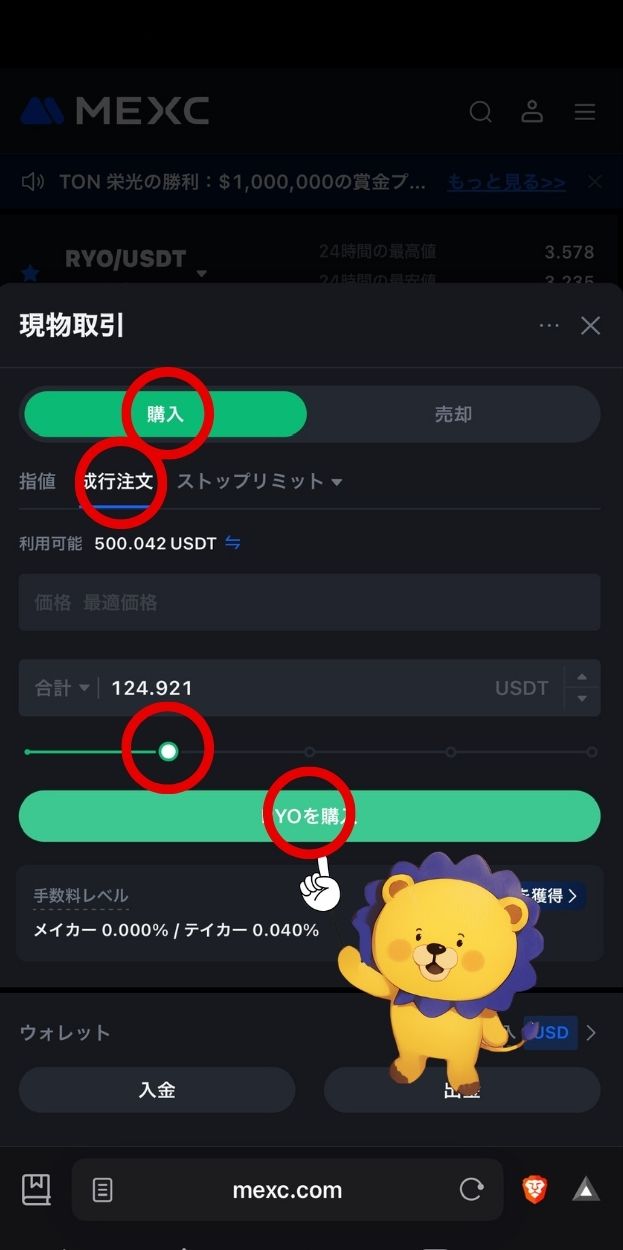 MEXC
TON 栄光の勝利：$1,000,000の賞金プ... もっと見る>>
RYO/USDT
24時間の最高値 3.578
24時間の最安値 3.235
現物取引
購入 売却
指値 成行注文 ストップリミット
利用可能 500.042 USDT
価格 最適価格
合計 124.921 USDT
RYOを購入
手数料レベル を獲得
メイカー 0.000% / テイカー 0.040%
ウォレット 入 USD
入金 出金
mexc.com